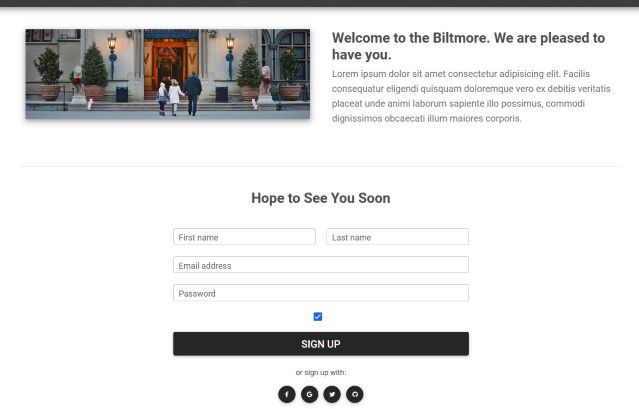 Welcome to the Biltmore. We are pleased to
have you.
Lorem ipsum dolor sit amet consectetur adipisicing elit. Facilis
consequatur eligendi quisquam doloremque vero ex debitis veritatis
placeat unde animi laborum sapiente illo possimus, commodi
dignissimos obcaecati illum maiores corporis.
Hope to See You Soon
First name
Last name
Email address
Password
SIGN UP
or sign up with: